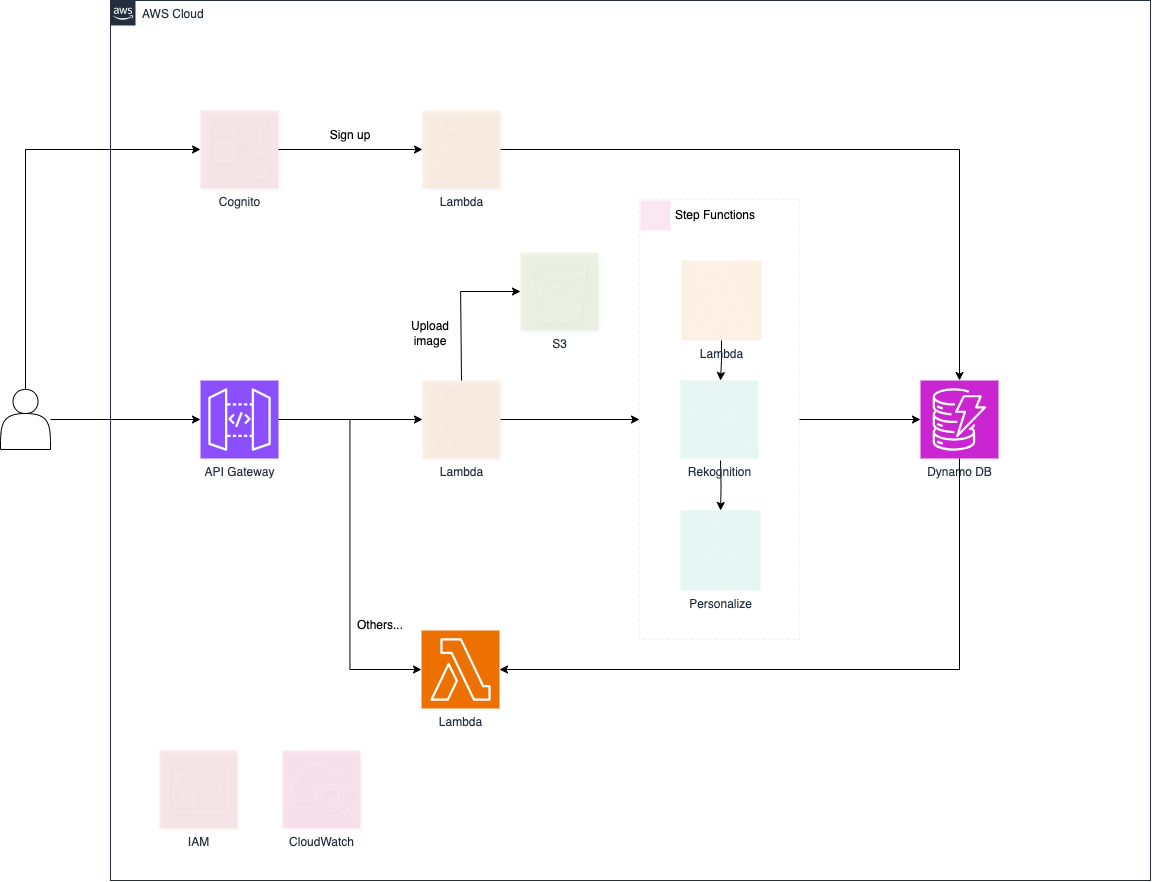 aws
AWS Cloud
Sign up
Cognito
Lambda
Step Functions
Upload
image
S3
Lambda
</>
API Gateway
Lambda
Rekognition
Dynamo DB
Personalize
Others...
Lambda
IAM
CloudWatch